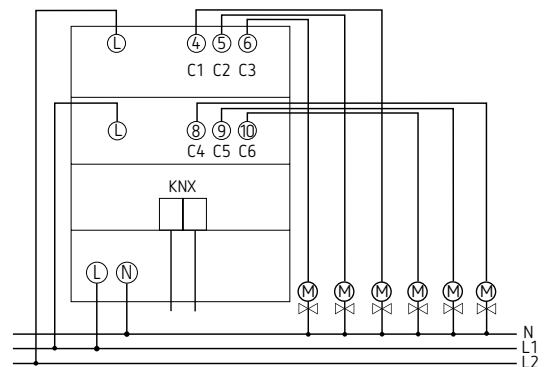 L 4 5 6
C1 C2 C3
L 8 9 10
C4 C5 C6
KNX
L N
M M M M M M
N
L1
L2